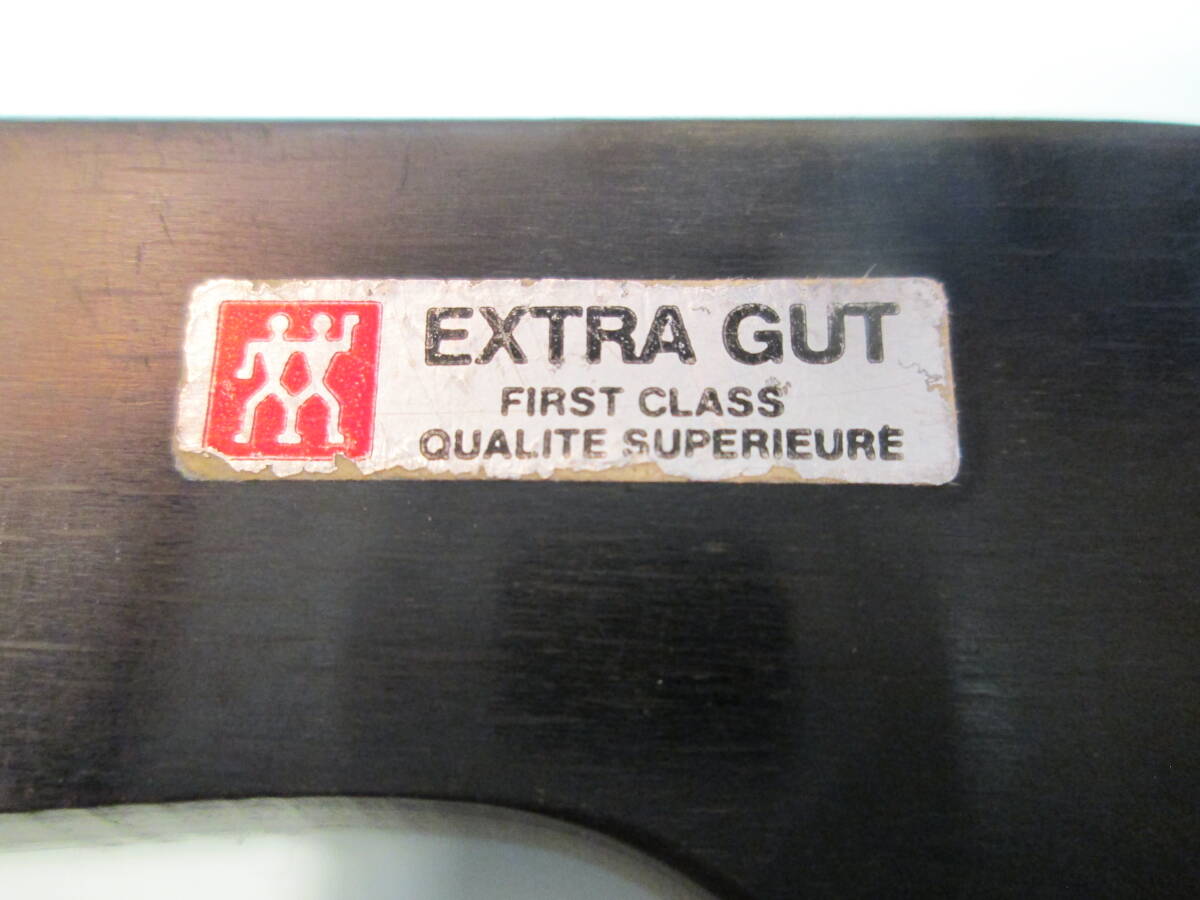 EXTRA GUT
FIRST CLASS
QUALITE SUPERIEURE